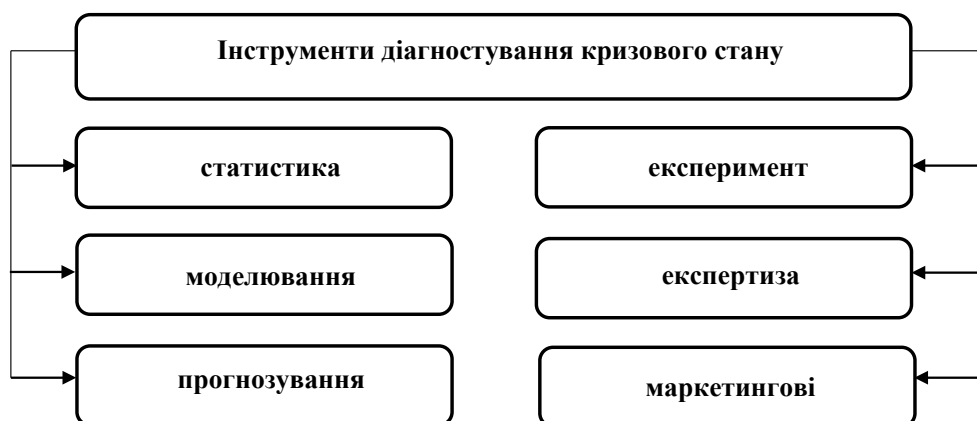 Інструменти діагностування кризового стану
статистика
експеримент
моделювання
експертиза
прогнозування
маркетингові